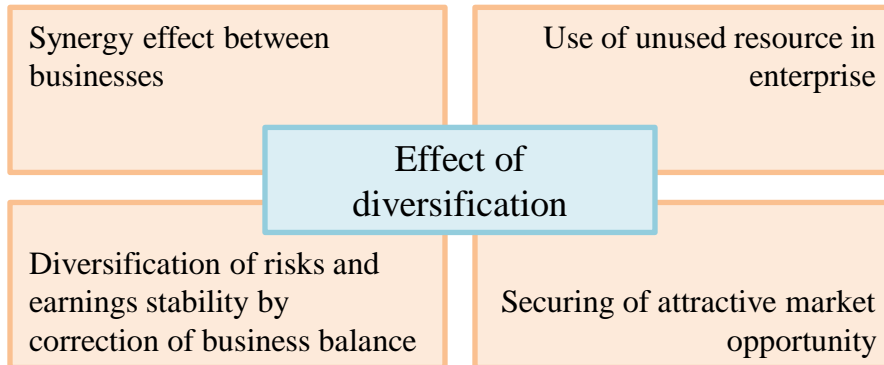 Synergy effect between
businesses
Use of unused resource in
enterprise
Effect of
diversification
Diversification of risks and
earnings stability by
correction of business balance
Securing of attractive market
opportunity